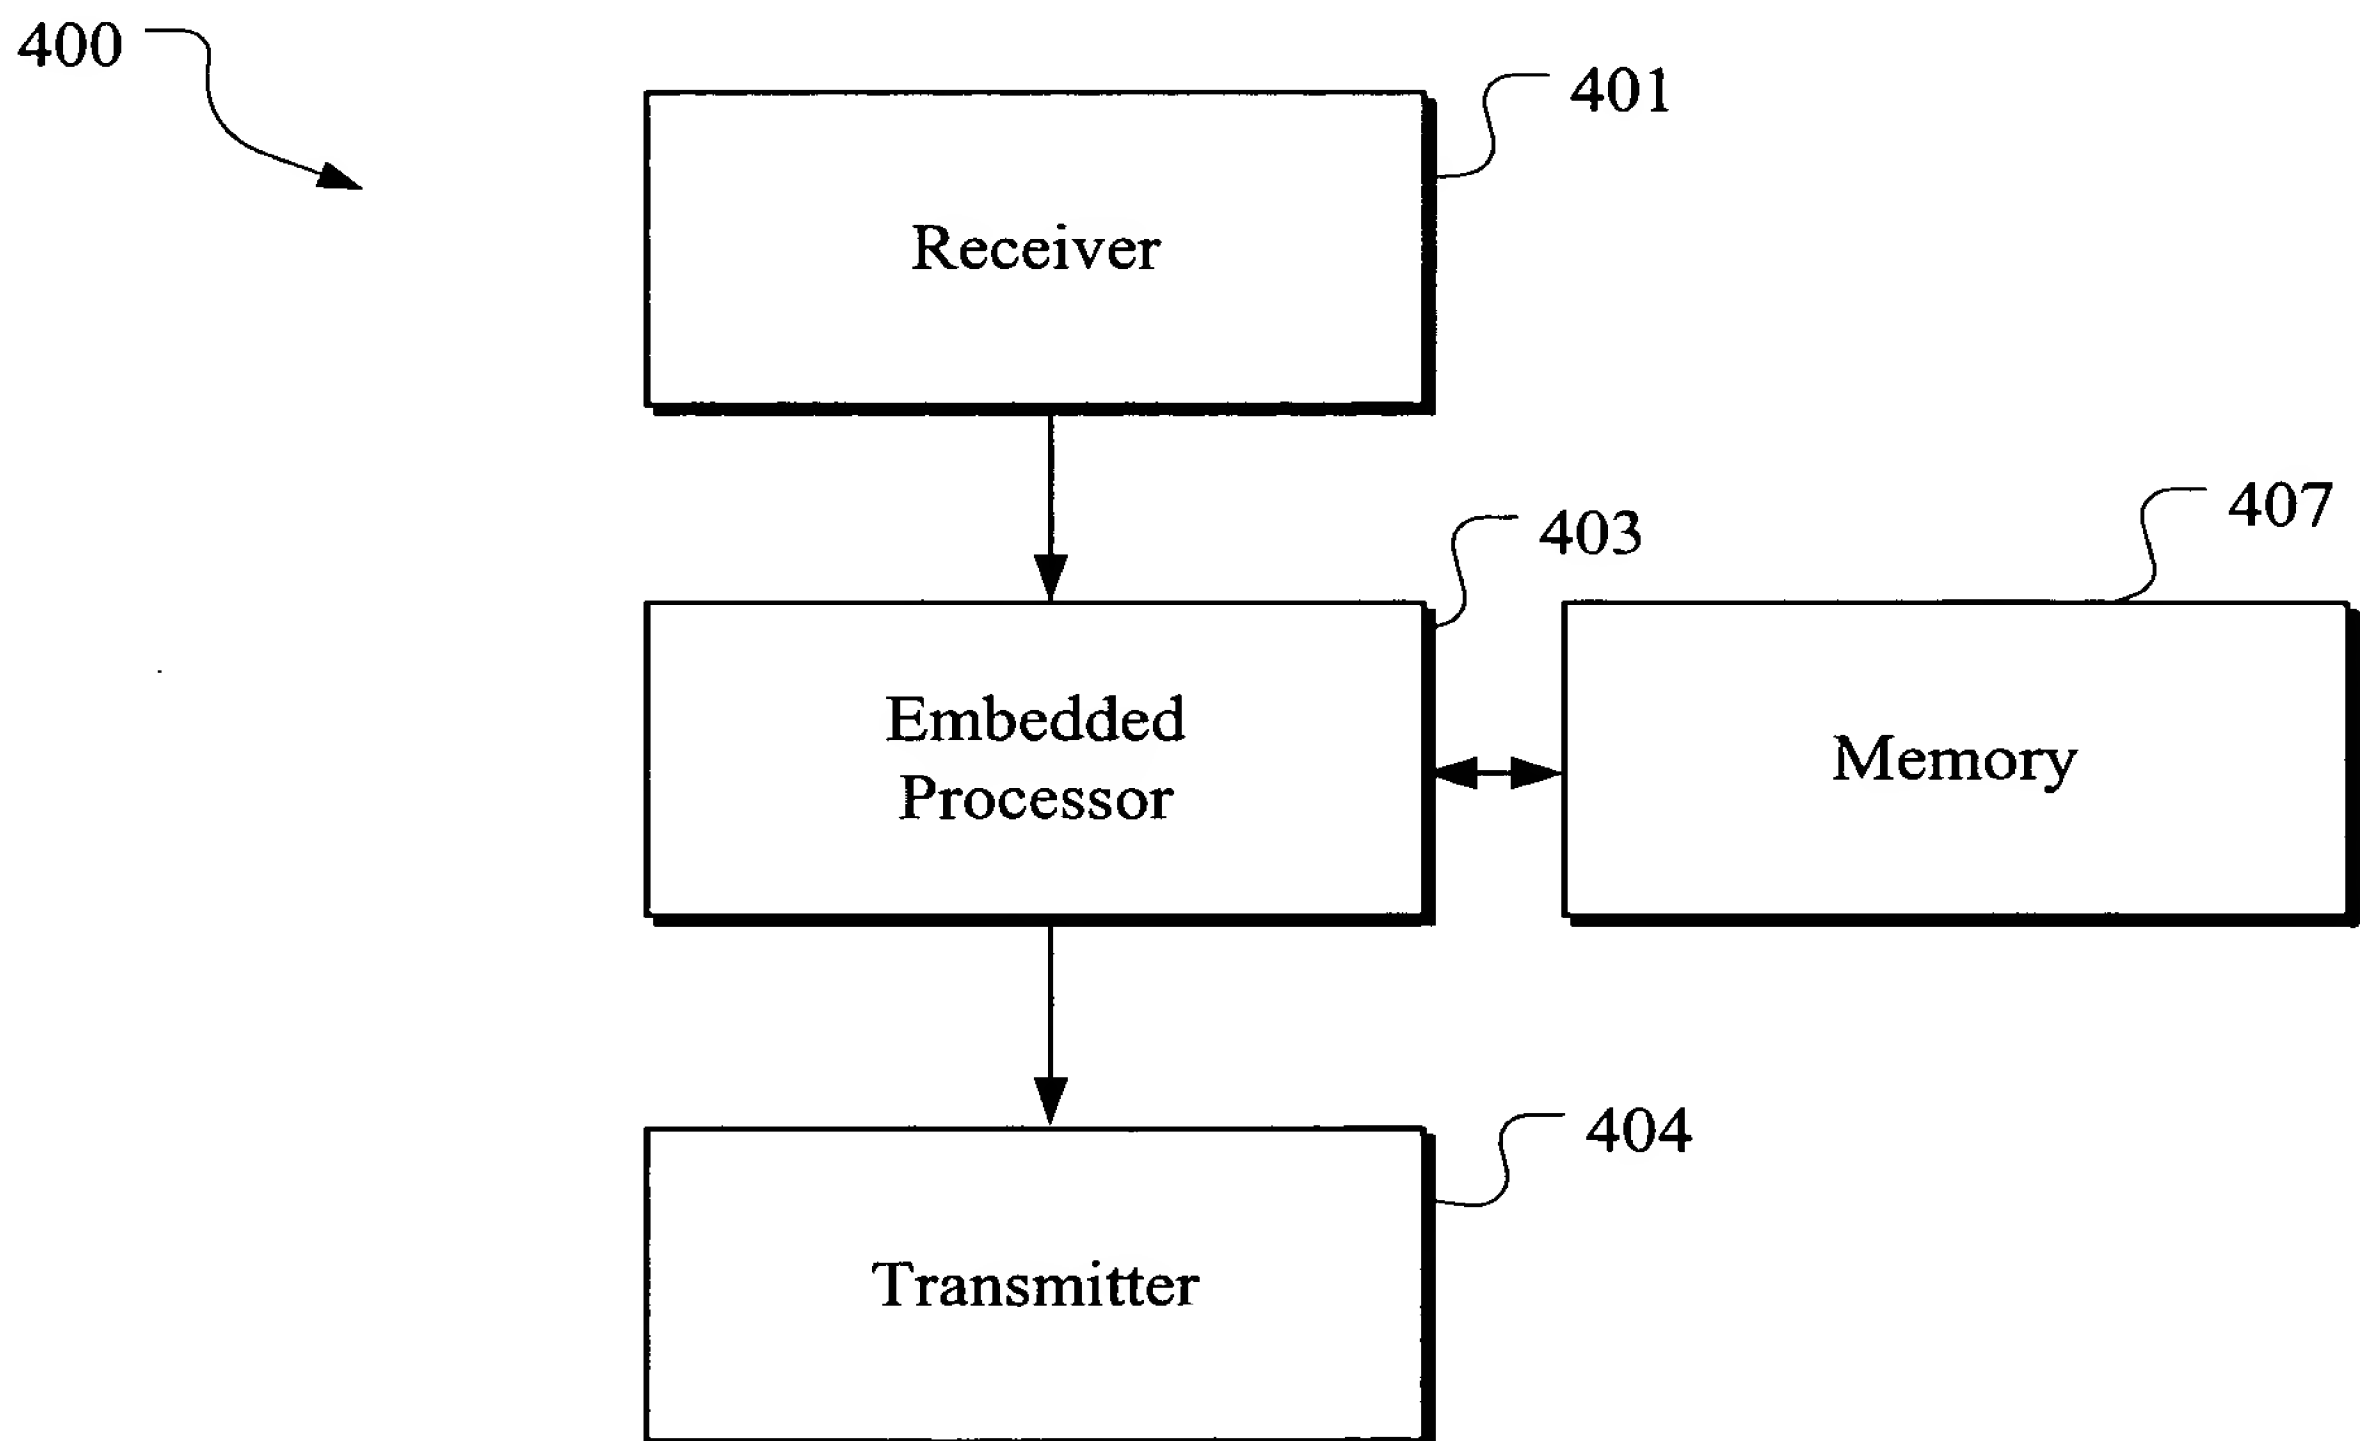 400
401
Receiver
403
407
Embedded
Processor
Memory
404
Transmitter